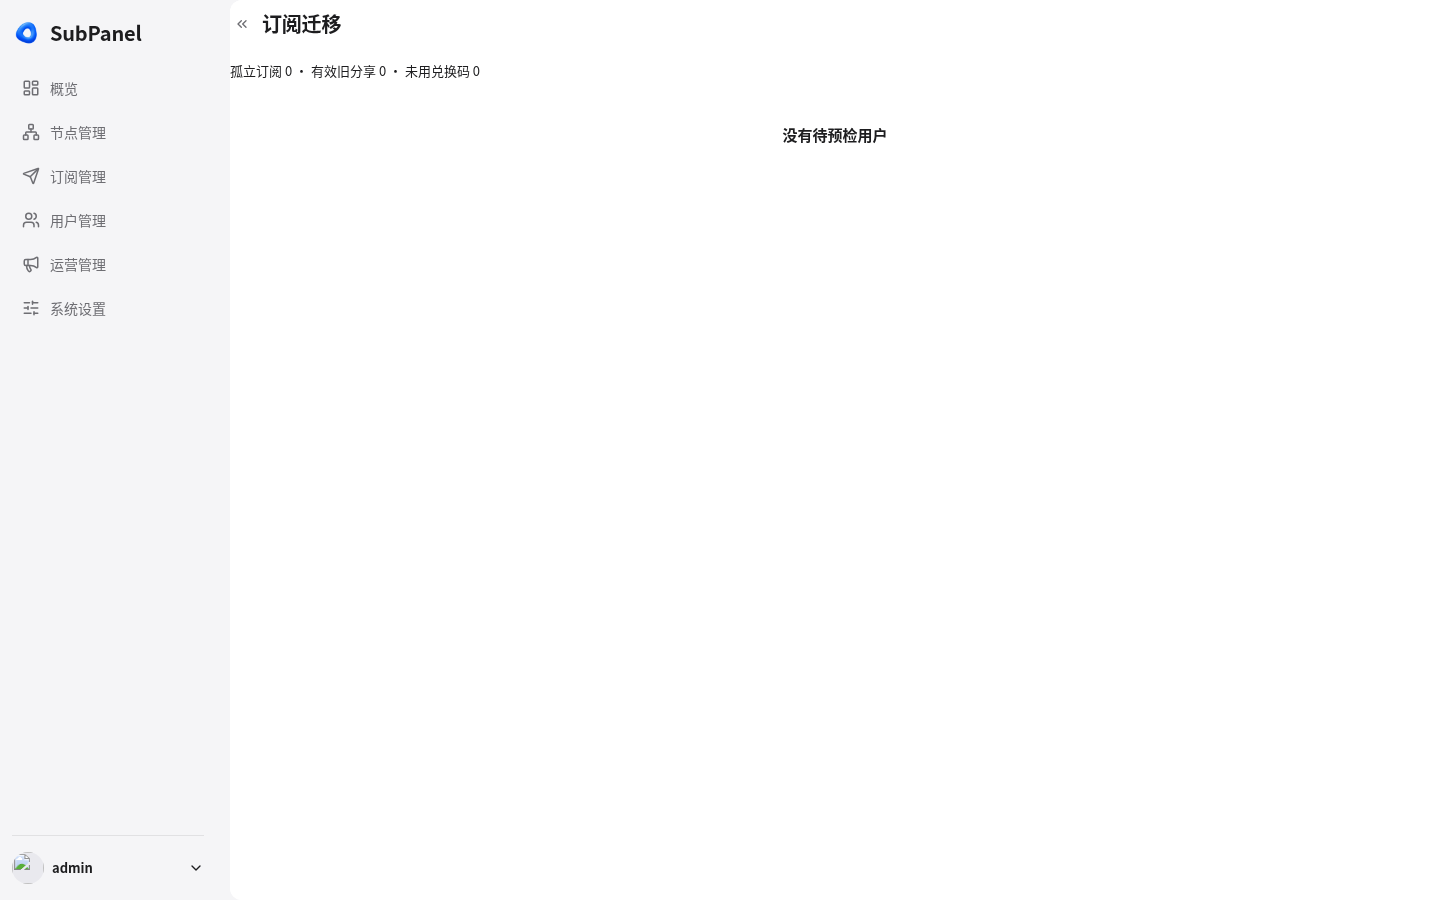 SubPanel
概览
节点管理
订阅管理
用户管理
运营管理
系统设置
admin
订阅迁移
孤立订阅 0 · 有效旧分享 0 · 未用兑换码 0
没有待预检用户